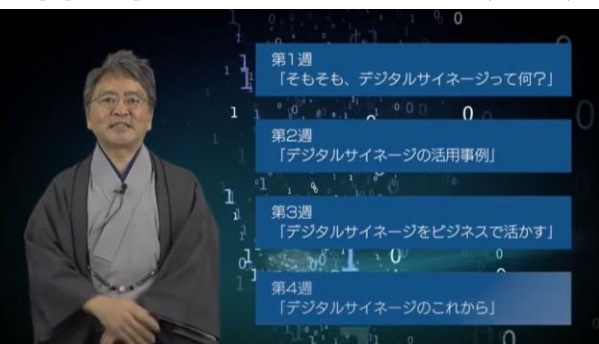 第1週
「そもそも、デジタルサイネージって何?」
第2週
「デジタルサイネージの活用事例」
第3週
「デジタルサイネージをビジネスで活かす」
第4週
「デジタルサイネージのこれから」